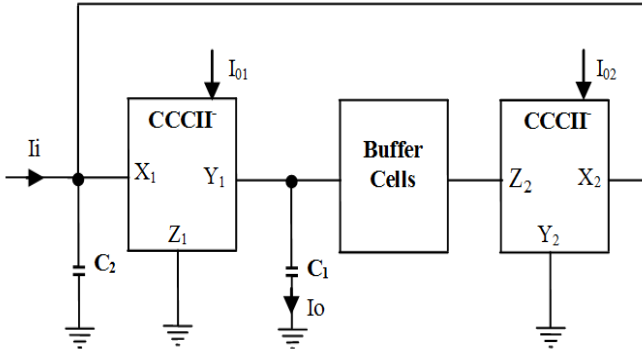 I01
I02
CCCII-
CCCII-
Ii
X1
Y1
Buffer
Cells
Z2
X2
Z1
Y2
C2
C1
Io